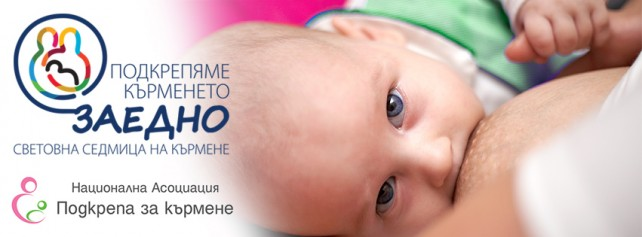 ПОДКРЕПЯМЕ
КЪРМЕНЕТО
ЗАЕДНО
СВЕТОВНА СЕДМИЦА НА КЪРМЕНЕ
Национална Асоциация
Подкрепа за кърмене